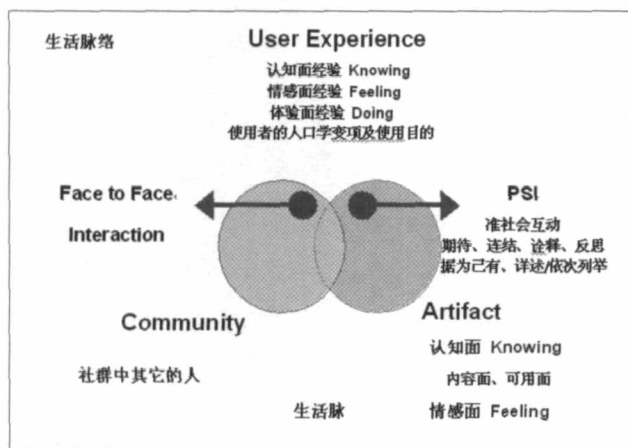 生活脉络
User Experience
认知面经验 Knowing
情感面经验 Feeling
体验面经验 Doing
使用者的人口学变项及使用目的
Face to Face
Interaction
PSI
准社会互动
期待、连结、诠释、反思
据为己有、详述/依次列举
Community
社群中其它的人
Artifact
认知面 Knowing
内容面、可用面
生活脉
情感面 Feeling